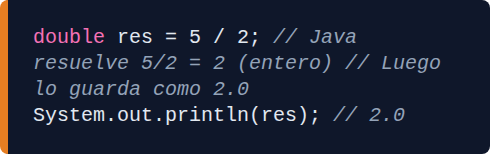 double res = 5 / 2; // Java
resuelve 5/2 = 2 (entero) // Luego
lo guarda como 2.0
System.out.println(res); // 2.0